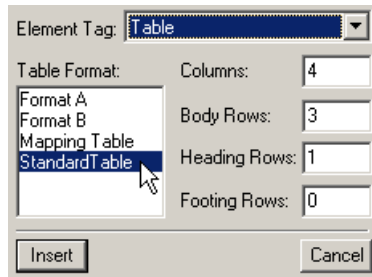 Element Tag: Table
Table Format:
Format A
Format B
Mapping Table
StandardTable
Columns: 4
Body Rows: 3
Heading Rows: 1
Footing Rows: 0
Insert
Cancel